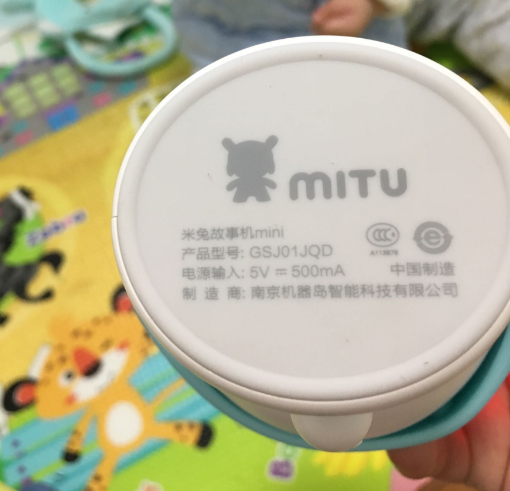 MITU
米兔故事机mini
产品型号: GSJ01JQD
电源输入: 5V = 500mA
中国制造
制 造 商: 南京机器岛智能科技有限公司